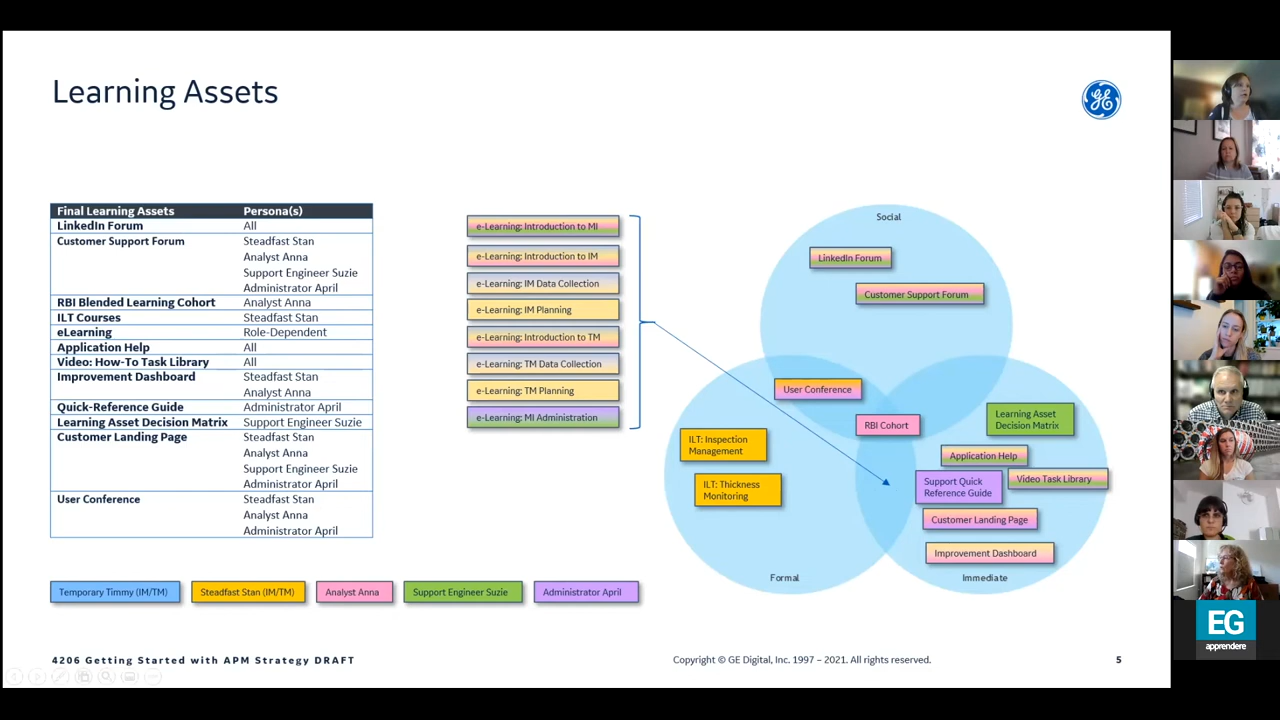 Learning Assets
Final Learning Assets Persona(s)
LinkedIn Forum All
Customer Support Forum Steadfast Stan
Analyst Anna
Support Engineer Suzie
Administrator April
RBI Blended Learning Cohort Analyst Anna
ILT Courses Steadfast Stan
eLearning Role-Dependent
Application Help All
Video: How-To Task Library All
Improvement Dashboard Steadfast Stan
Analyst Anna
Quick-Reference Guide Administrator April
Learning Asset Decision Matrix Support Engineer Suzie
Customer Landing Page Steadfast Stan
Analyst Anna
Support Engineer Suzie
Administrator April
User Conference Steadfast Stan
Analyst Anna
Administrator April
e-Learning: Introduction to MI
e-Learning: Introduction to IM
e-Learning: IM Data Collection
e-Learning: IM Planning
e-Learning: Introduction to TM
e-Learning: TM Data Collection
e-Learning: TM Planning
e-Learning: MI Administration
Social
LinkedIn Forum
Customer Support Forum
User Conference
RBI Cohort
ILT: Inspection
Management
ILT: Thickness
Monitoring
Learning Asset
Decision Matrix
Application Help
Video Task Library
Support Quick
Reference Guide
Customer Landing Page
Improvement Dashboard
Formal
Immediate
Temporary Timmy (IM/TM)
Steadfast Stan (IM/TM)
Analyst Anna
Support Engineer Suzie
Administrator April
4206 Getting Started with APM Strategy DRAFT
Copyright © GE Digital, Inc. 1997 – 2021. All rights reserved.
5
GE
EG
apprendere